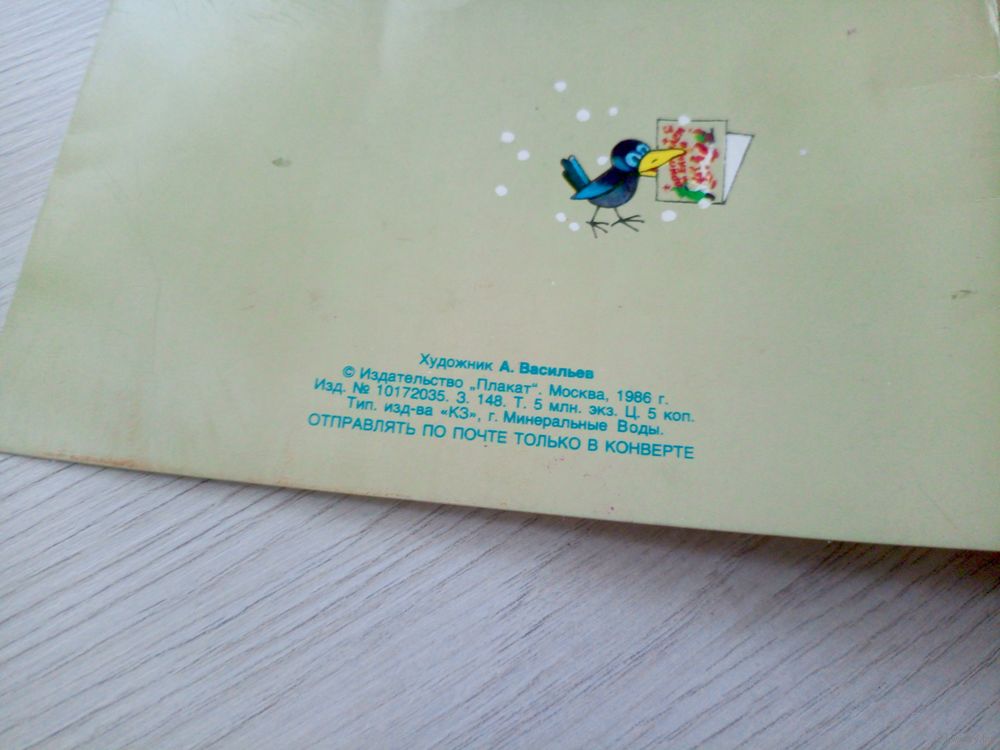 Художник А. Васильев
© Издательство „Плакат“. Москва, 1986 г.
Изд. № 10172035. З. 148. Т. 5 млн. экз. Ц. 5 коп.
Тип. изд-ва «КЗ», г. Минеральные Воды.
ОТПРАВЛЯТЬ ПО ПОЧТЕ ТОЛЬКО В КОНВЕРТЕ